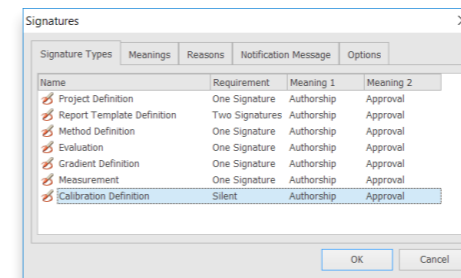 Signatures
Signature Types Meanings Reasons Notification Message Options
Name Requirement Meaning 1 Meaning 2
Project Definition One Signature Authorship Approval
Report Template Definition Two Signatures Authorship Approval
Method Definition One Signature Authorship Approval
Evaluation One Signature Authorship Approval
Gradient Definition One Signature Authorship Approval
Measurement One Signature Authorship Approval
Calibration Definition Silent Authorship Approval
OK Cancel